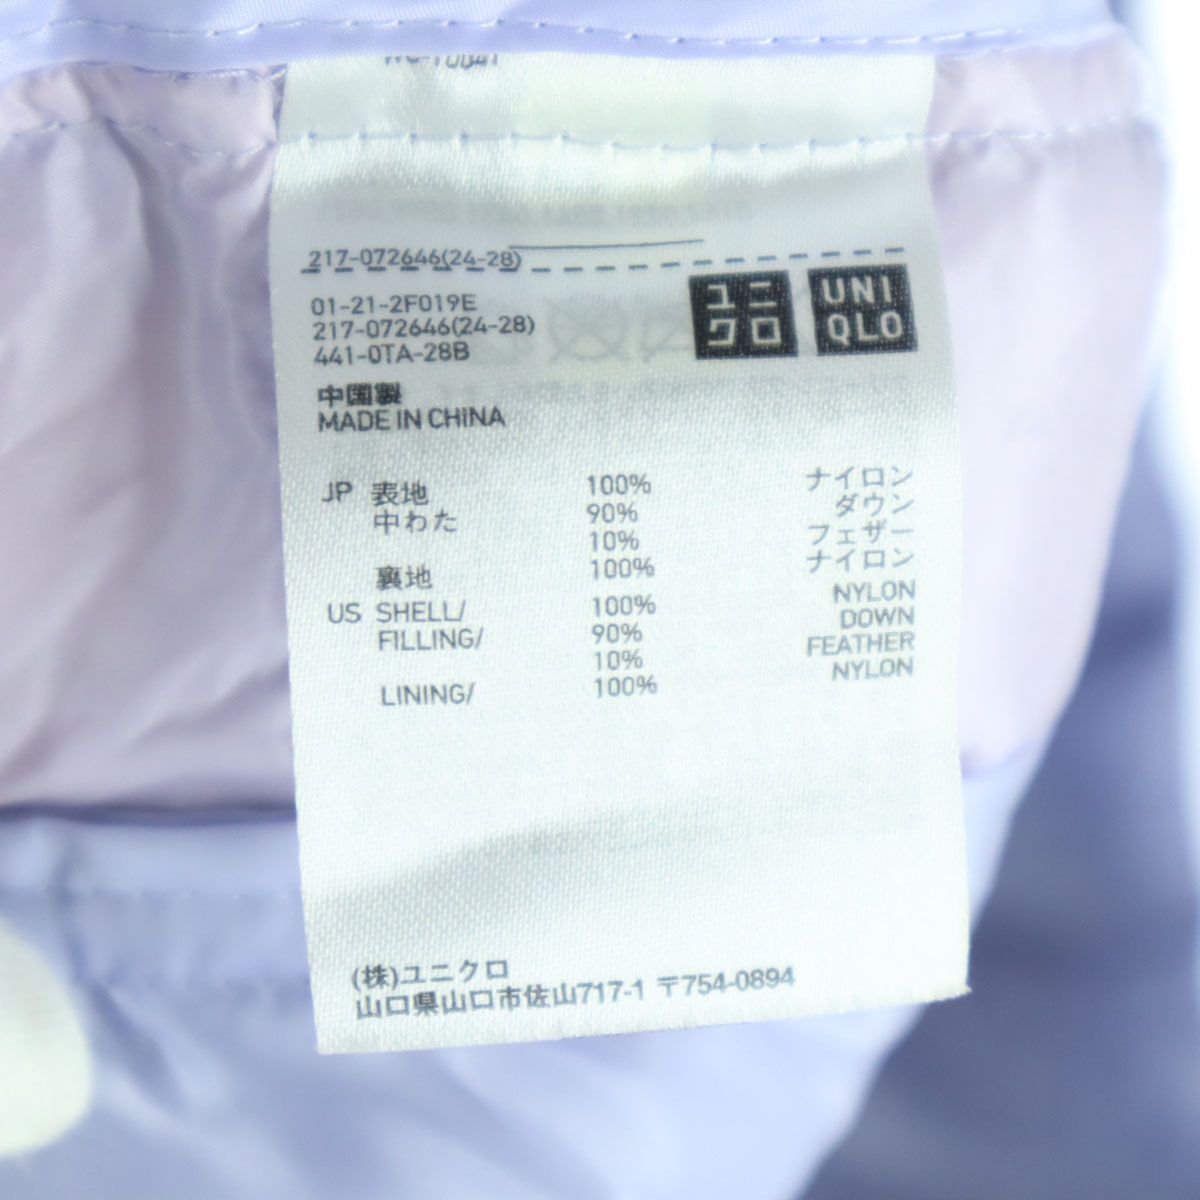 217-072646(24-28)
01-21-2F019E
217-072646(24-28)
441-0TA-28B
ユニクロ
UNIQLO
中国製
MADE IN CHINA
JP 表地 100% ナイロン
中わた 90% ダウン
10% フェザー
裏地 100% ナイロン
US SHELL/ 100% NYLON
FILLING/ 90% DOWN
10% FEATHER
LINING/ 100% NYLON
(株)ユニクロ
山口県山口市佐山717-1 〒754-0894